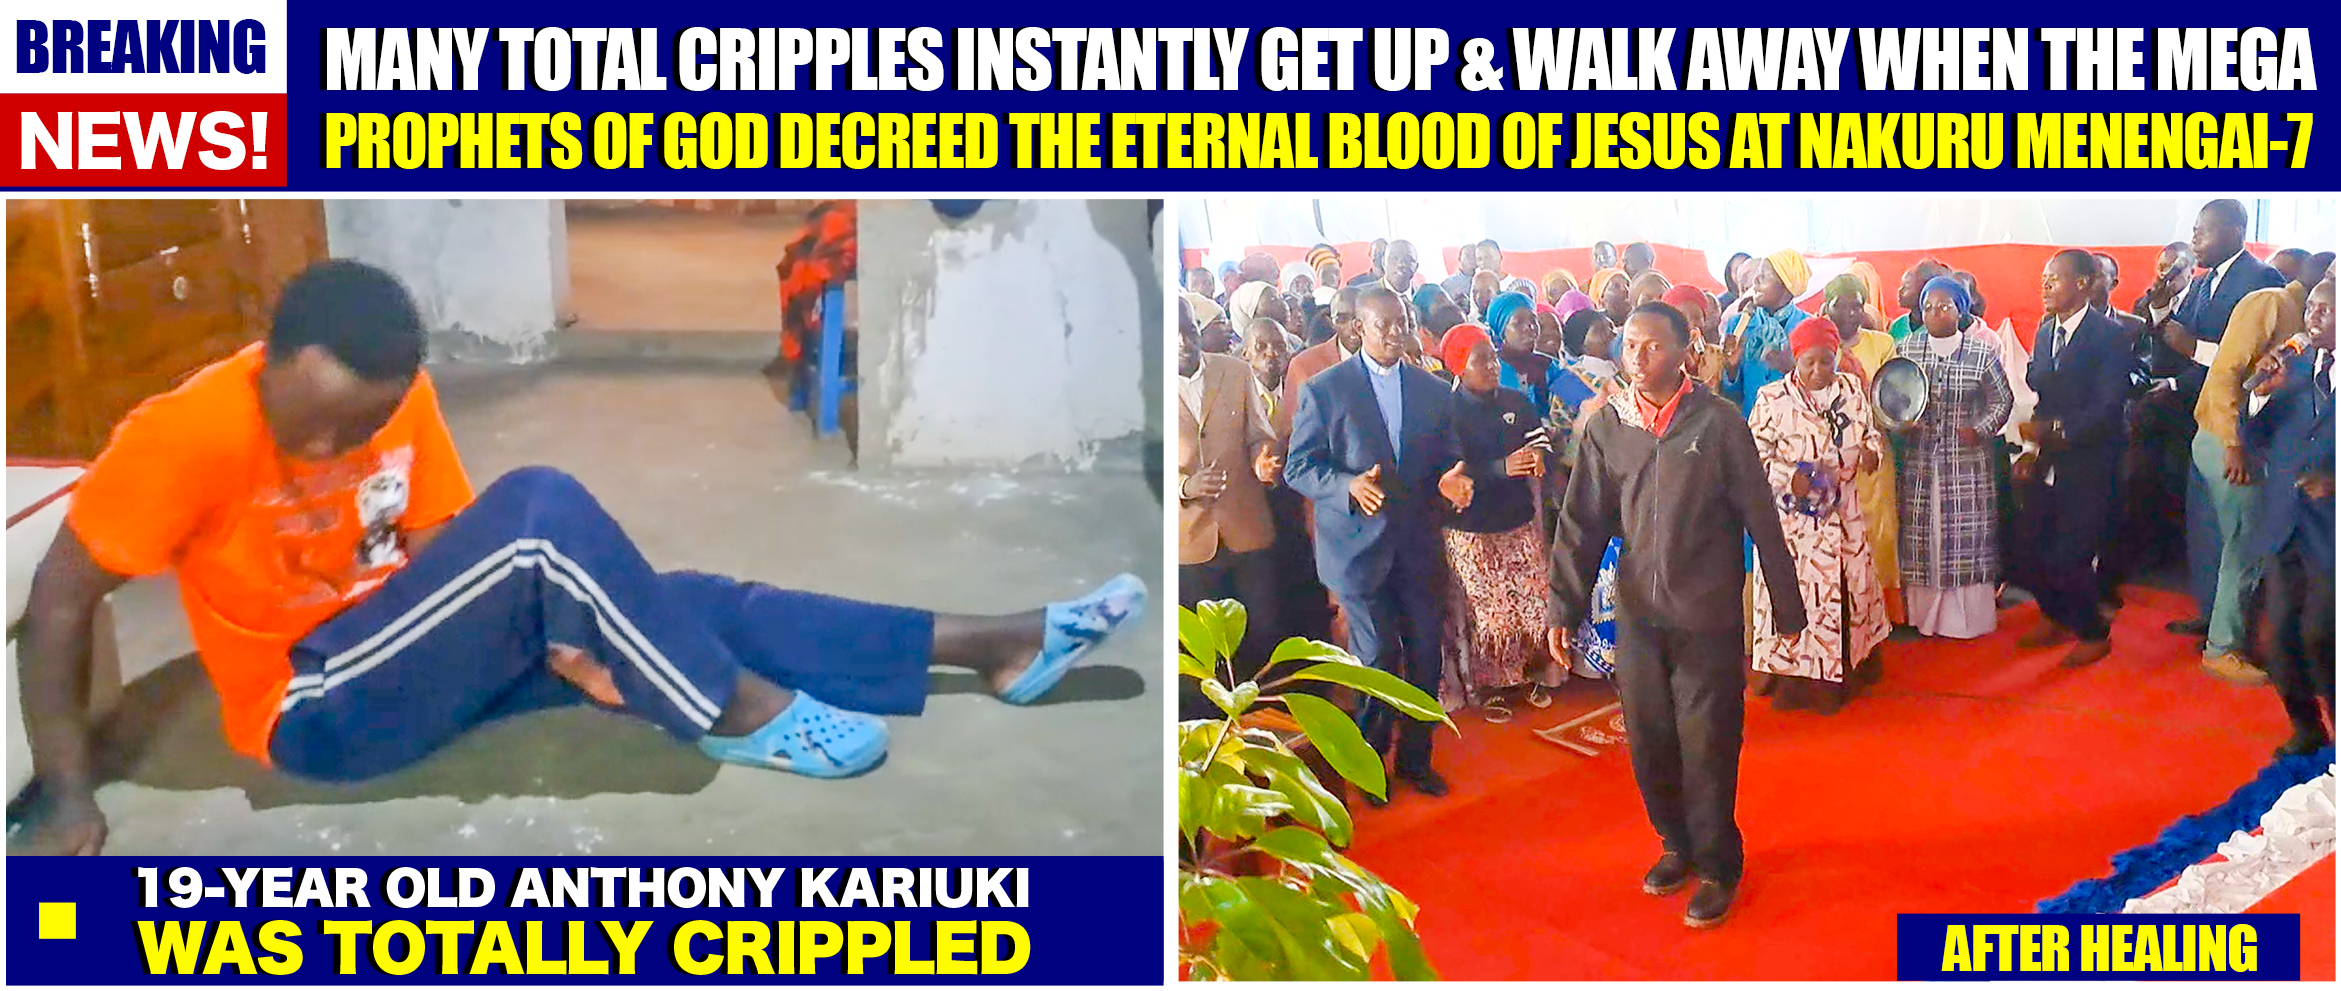 BREAKING
NEWS!
MANY TOTAL CRIPPLES INSTANTLY GET UP & WALK AWAY WHEN THE MEGA
PROPHETS OF GOD DECREED THE ETERNAL BLOOD OF JESUS AT NAKURU MENENGAI-7
19-YEAR OLD ANTHONY KARIUKI
WAS TOTALLY CRIPPLED
AFTER HEALING